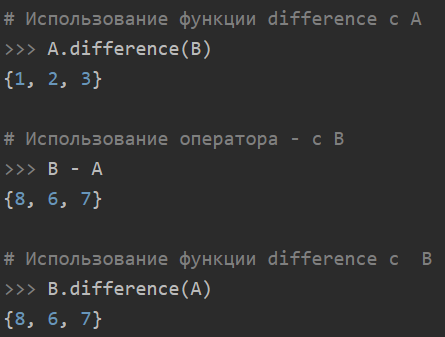 # Использование функции difference с A
>>> A.difference(B)
{1, 2, 3}
# Использование оператора - с B
>>> B - A
{8, 6, 7}
# Использование функции difference с  B
>>> B.difference(A)
{8, 6, 7}